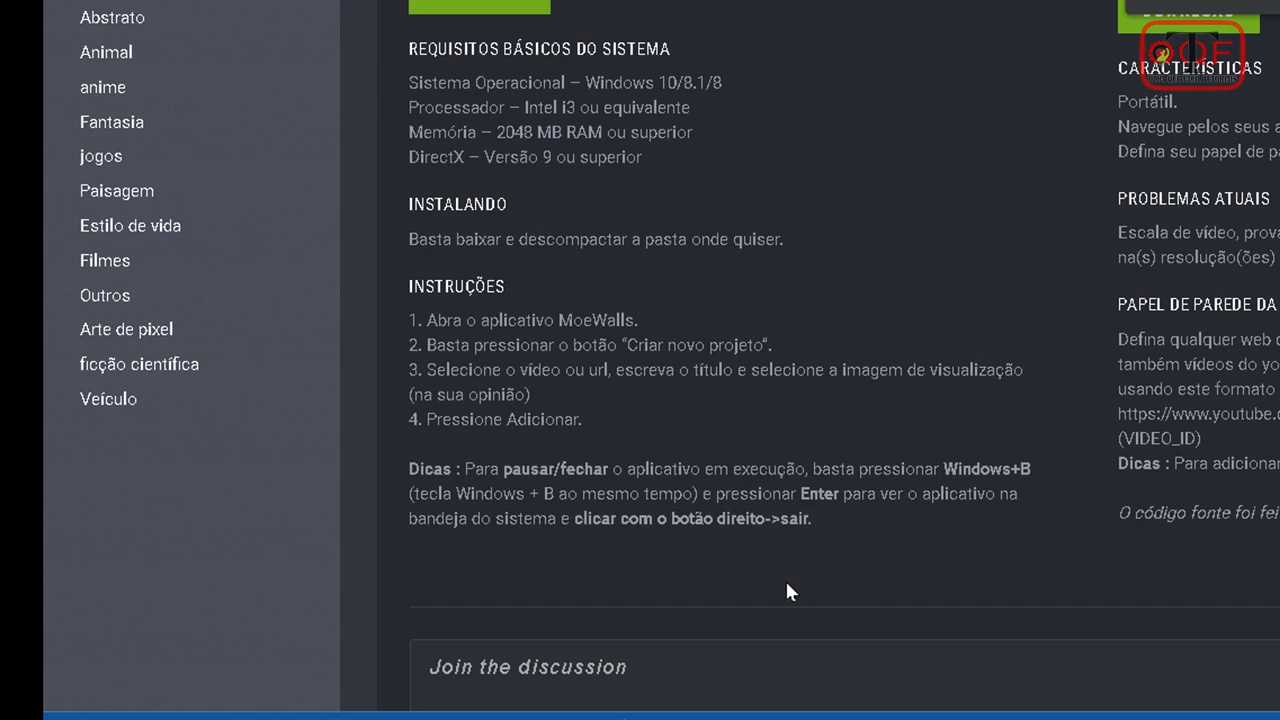 Abstrato
Animal
anime
Fantasia
jogos
Paisagem
Estilo de vida
Filmes
Outros
Arte de pixel
ficção científica
Veículo
REQUISITOS BÁSICOS DO SISTEMA
Sistema Operacional – Windows 10/8.1/8
Processador – Intel i3 ou equivalente
Memória – 2048 MB RAM ou superior
DirectX – Versão 9 ou superior
INSTALANDO
Basta baixar e descompactar a pasta onde quiser.
INSTRUÇÕES
1. Abra o aplicativo MoeWalls.
2. Basta pressionar o botão “Criar novo projeto“.
3. Selecione o vídeo ou url, escreva o título e selecione a imagem de visualização
(na sua opinião)
4. Pressione Adicionar.
Dicas : Para pausar/fechar o aplicativo em execução, basta pressionar Windows+B
(tecla Windows + B ao mesmo tempo) e pressionar Enter para ver o aplicativo na
bandeja do sistema e clicar com o botão direito->sair.
Join the discussion
DOWNLOAD
CARACTERÍSTICAS
Portátil.
Navegue pelos seus a
Defina seu papel de pa
PROBLEMAS ATUAIS
Escala de vídeo, prova
na(s) resolução(ões)
PAPEL DE PAREDE DA
Defina qualquer web c
também vídeos do yo
usando este formato
https://www.youtube.c
(VIDEO_ID)
Dicas : Para adicionar
O código fonte foi fei